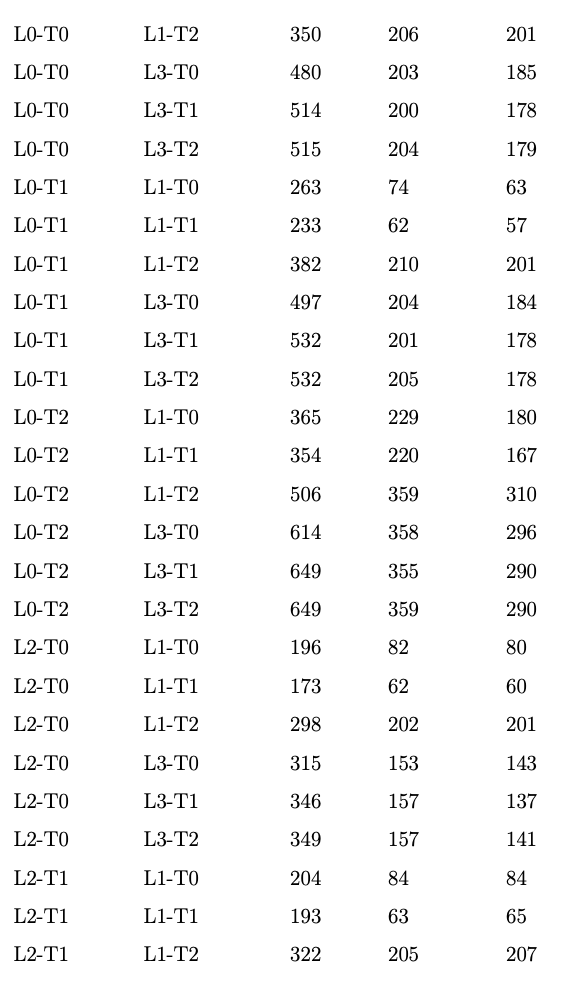 L0-T0 L1-T2 350 206 201
L0-T0 L3-T0 480 203 185
L0-T0 L3-T1 514 200 178
L0-T0 L3-T2 515 204 179
L0-T1 L1-T0 263 74 63
L0-T1 L1-T1 233 62 57
L0-T1 L1-T2 382 210 201
L0-T1 L3-T0 497 204 184
L0-T1 L3-T1 532 201 178
L0-T1 L3-T2 532 205 178
L0-T2 L1-T0 365 229 180
L0-T2 L1-T1 354 220 167
L0-T2 L1-T2 506 359 310
L0-T2 L3-T0 614 358 296
L0-T2 L3-T1 649 355 290
L0-T2 L3-T2 649 359 290
L2-T0 L1-T0 196 82 80
L2-T0 L1-T1 173 62 60
L2-T0 L1-T2 298 202 201
L2-T0 L3-T0 315 153 143
L2-T0 L3-T1 346 157 137
L2-T0 L3-T2 349 157 141
L2-T1 L1-T0 204 84 84
L2-T1 L1-T1 193 63 65
L2-T1 L1-T2 322 205 207